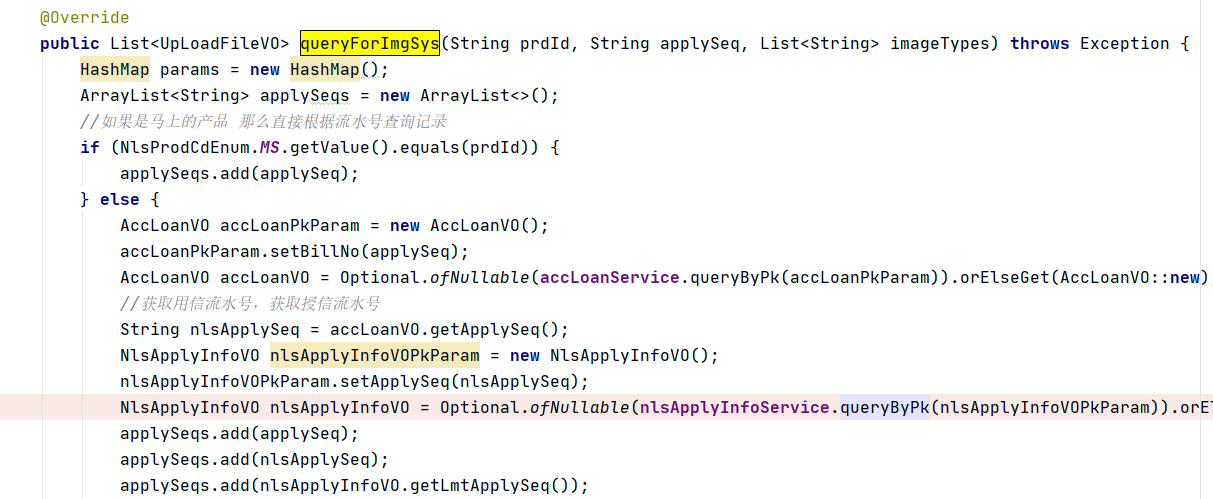 @Override
public List<UpLoadFileVO> queryForImgSys(String prdId, String applySeq, List<String> imageTypes) throws Exception {
HashMap params = new HashMap();
ArrayList<String> applySeqs = new ArrayList<>();
//如果是马上的产品 那么直接根据流水号查询记录
if (NlsProdCdEnum.MS.getValue().equals(prdId)) {
applySeqs.add(applySeq);
} else {
AccLoanVO accLoanPkParam = new AccLoanVO();
accLoanPkParam.setBillNo(applySeq);
AccLoanVO accLoanVO = Optional.ofNullable(accLoanService.queryByPk(accLoanPkParam)).orElseGet(AccLoanVO::new)
//获取用信流水号，获取授信流水号
String nlsApplySeq = accLoanVO.getApplySeq();
NlsApplyInfoVO nlsApplyInfoVOPkParam = new NlsApplyInfoVO();
nlsApplyInfoVOPkParam.setApplySeq(nlsApplySeq);
NlsApplyInfoVO nlsApplyInfoVO = Optional.ofNullable(nlsApplyInfoService.queryByPk(nlsApplyInfoVOPkParam)).orEl
applySeqs.add(applySeq);
applySeqs.add(nlsApplySeq);
applySeqs.add(nlsApplyInfoVO.getLmtApplySeq());